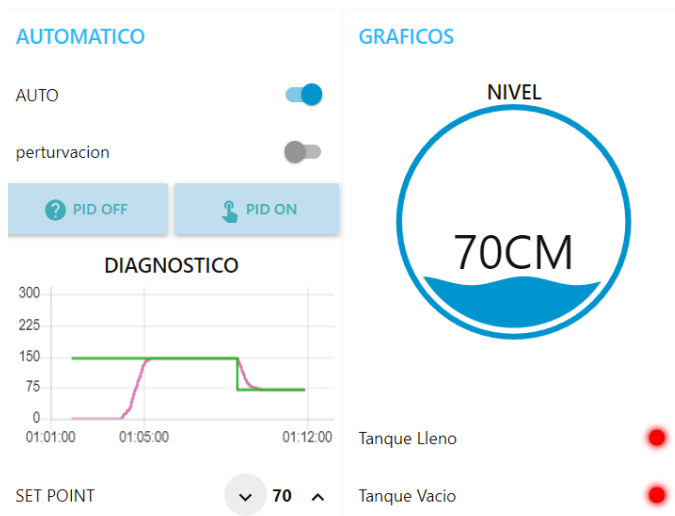 AUTOMATICO
AUTO
perturvacion
PID OFF
PID ON
DIAGNOSTICO
300
225
150
75
0
01:01:00
01:05:00
01:12:00
SET POINT
70
GRAFICOS
NIVEL
70CM
Tanque Lleno
Tanque Vacio